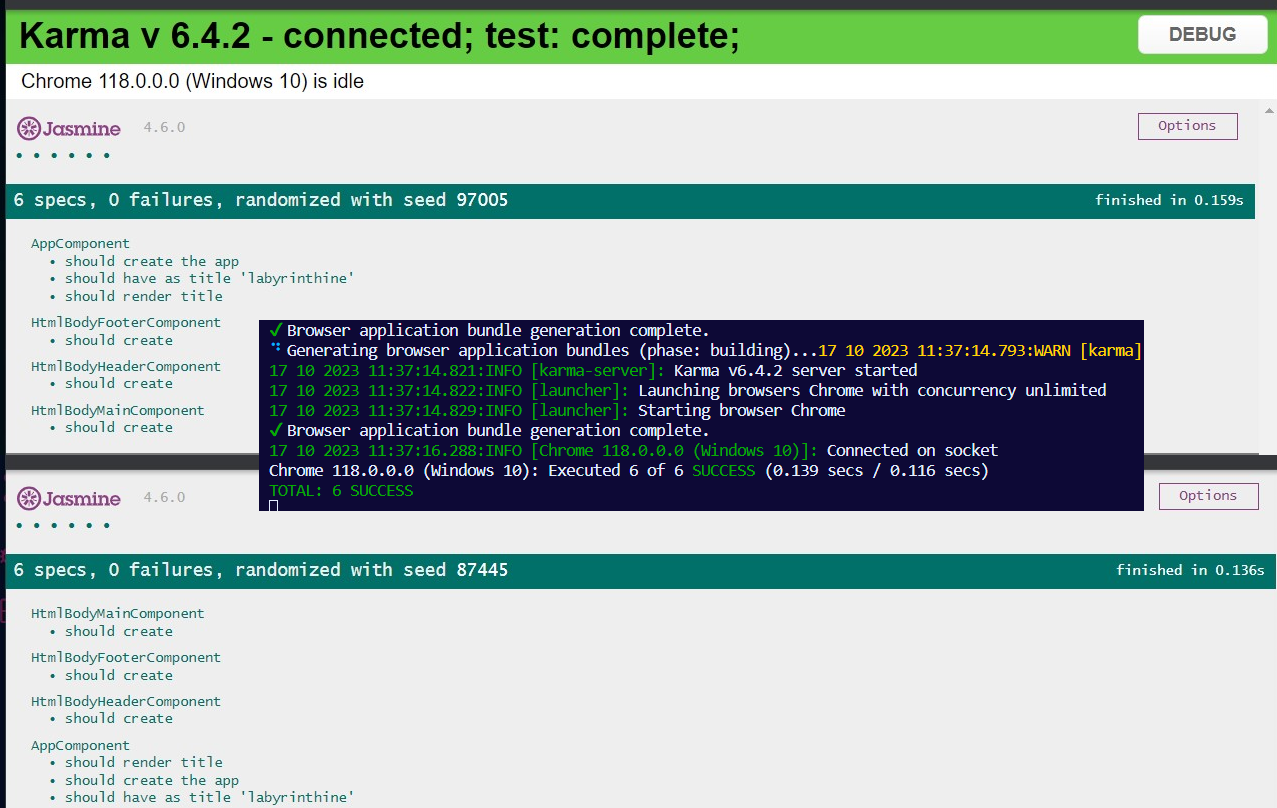 Karma v 6.4.2 - connected; test: complete;
DEBUG
Chrome 118.0.0.0 (Windows 10) is idle
Jasmine 4.6.0
Options
6 specs, 0 failures, randomized with seed 97005
finished in 0.159s
AppComponent
• should create the app
• should have as title 'labyrinthine'
• should render title
HtmlBodyFooterComponent
• should create
HtmlBodyHeaderComponent
• should create
HtmlBodyMainComponent
• should create
✓ Browser application bundle generation complete.
Generating browser application bundles (phase: building)...17 10 2023 11:37:14.793:WARN [karma]
17 10 2023 11:37:14.821:INFO [karma-server]: Karma v6.4.2 server started
17 10 2023 11:37:14.822:INFO [launcher]: Launching browsers Chrome with concurrency unlimited
17 10 2023 11:37:14.829:INFO [launcher]: Starting browser Chrome
✓ Browser application bundle generation complete.
17 10 2023 11:37:16.288:INFO [Chrome 118.0.0.0 (Windows 10)]: Connected on socket
Chrome 118.0.0.0 (Windows 10): Executed 6 of 6 SUCCESS (0.139 secs / 0.116 secs)
TOTAL: 6 SUCCESS
Jasmine 4.6.0
Options
6 specs, 0 failures, randomized with seed 87445
finished in 0.136s
HtmlBodyMainComponent
• should create
HtmlBodyFooterComponent
• should create
HtmlBodyHeaderComponent
• should create
AppComponent
• should render title
• should create the app
• should have as title 'labyrinthine'